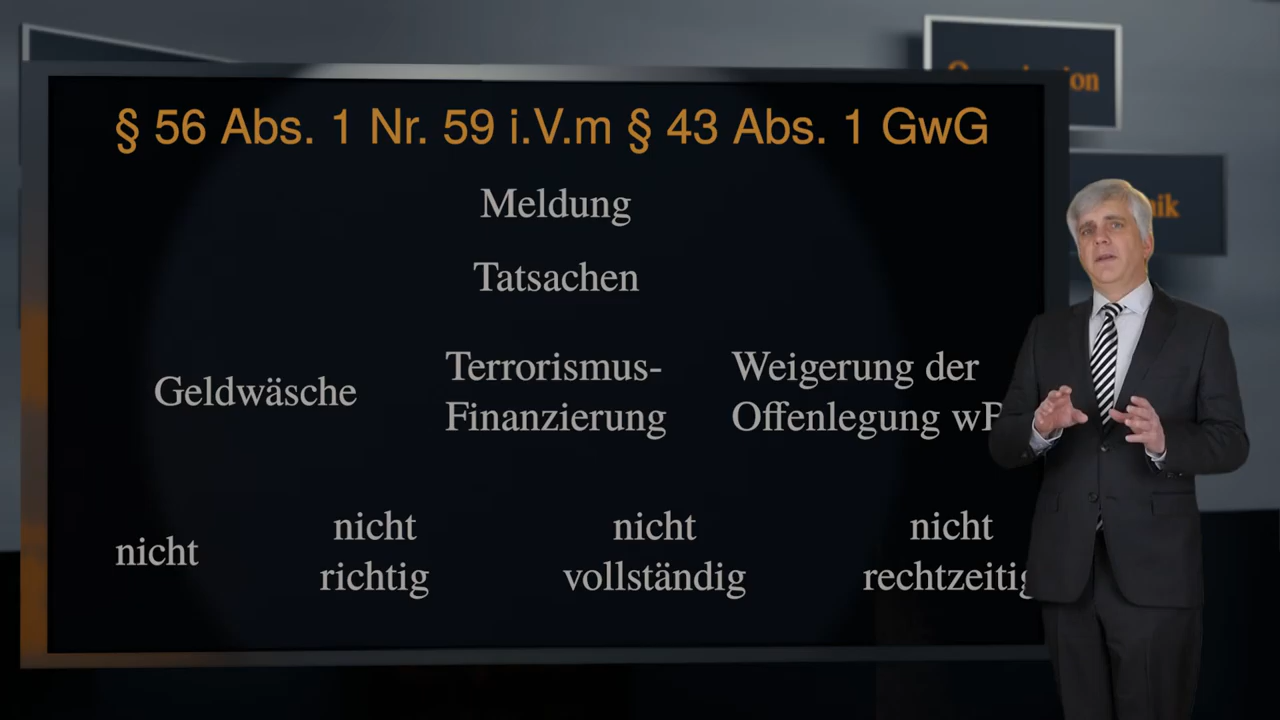 § 56 Abs. 1 Nr. 59 i.V.m § 43 Abs. 1 GwG
Meldung
Tatsachen
Geldwäsche
Terrorismus-
Finanzierung
Weigerung der
Offenlegung
nicht
nicht
richtig
nicht
vollständig
nicht
rechtzeitig